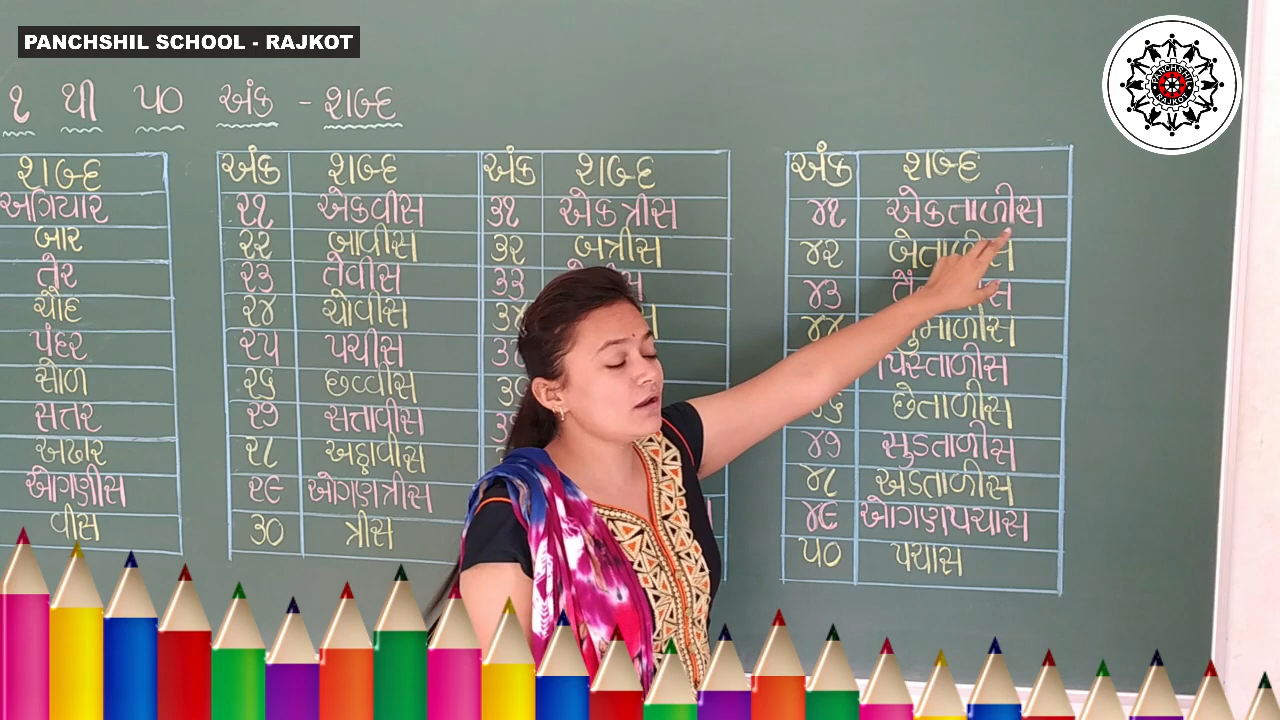 PANCHSHIL SCHOOL - RAJKOT
PANCHSHIL
RAJKOT
૧ થી ૫૦ અંક - શબ્દ
શબ્દ
અગિયાર
બાર
તેર
ચૌદ
પંદર
સોળ
સત્તર
અઢાર
ઓગણીસ
વીસ
અંક શબ્દ
૨૧ એકવીસ
૨૨ બાવીસ
૨૩ તેવીસ
૨૪ ચોવીસ
૨૫ પચીસ
૨૬ છવ્વીસ
૨૭ સત્તાવીસ
૨૮ અઠ્ઠાવીસ
૨૯ ઓગણત્રીસ
૩૦ ત્રીસ
અંક શબ્દ
૩૧ એકત્રીસ
૩૨ બત્રીસ
૩૩
અંક શબ્દ
૪૧ એકતાળીસ
૪૨ બેતાળીસ
૪૩
૪૪
પિસ્તાળીસ
છેતાળીસ
૪૭ સુડતાળીસ
૪૮ અડતાળીસ
૪૯ ઓગણપચાસ
૫૦ પચાસ